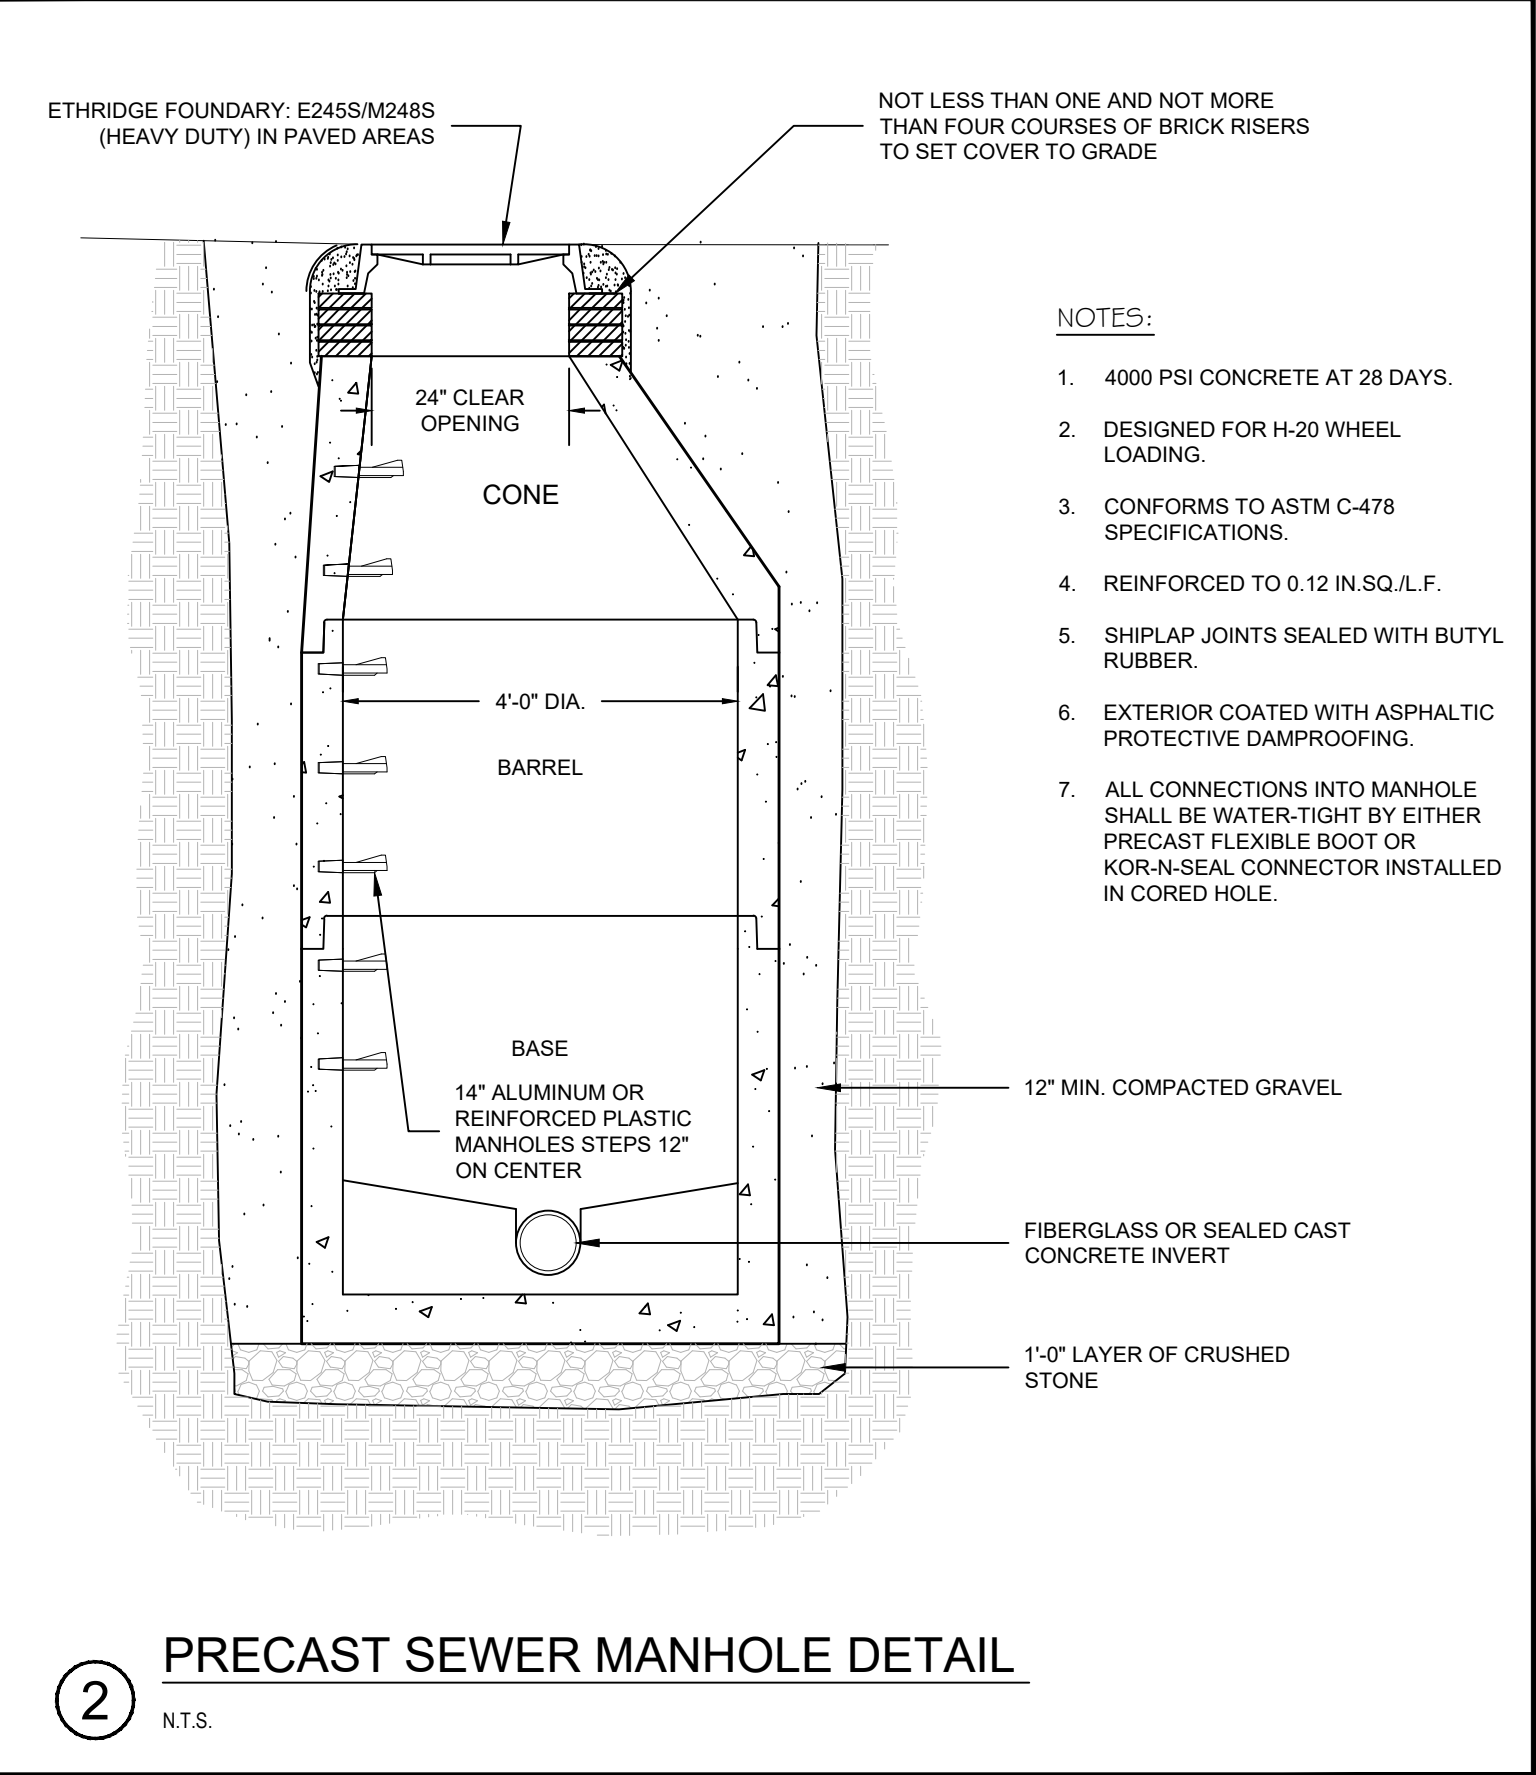 ETHRIDGE FOUNDARY: E245S/M248S
(HEAVY DUTY) IN PAVED AREAS
NOT LESS THAN ONE AND NOT MORE
THAN FOUR COURSES OF BRICK RISERS
TO SET COVER TO GRADE
24" CLEAR
OPENING
CONE
4'-0" DIA.
BARREL
BASE
14" ALUMINUM OR
REINFORCED PLASTIC
MANHOLES STEPS 12"
ON CENTER
NOTES:
1. 4000 PSI CONCRETE AT 28 DAYS.
2. DESIGNED FOR H-20 WHEEL
LOADING.
3. CONFORMS TO ASTM C-478
SPECIFICATIONS.
4. REINFORCED TO 0.12 IN.SQ./L.F.
5. SHIPLAP JOINTS SEALED WITH BUTYL
RUBBER.
6. EXTERIOR COATED WITH ASPHALTIC
PROTECTIVE DAMPROOFING.
7. ALL CONNECTIONS INTO MANHOLE
SHALL BE WATER-TIGHT BY EITHER
PRECAST FLEXIBLE BOOT OR
KOR-N-SEAL CONNECTOR INSTALLED
IN CORED HOLE.
12" MIN. COMPACTED GRAVEL
FIBERGLASS OR SEALED CAST
CONCRETE INVERT
1'-0" LAYER OF CRUSHED
STONE
2
PRECAST SEWER MANHOLE DETAIL
N.T.S.